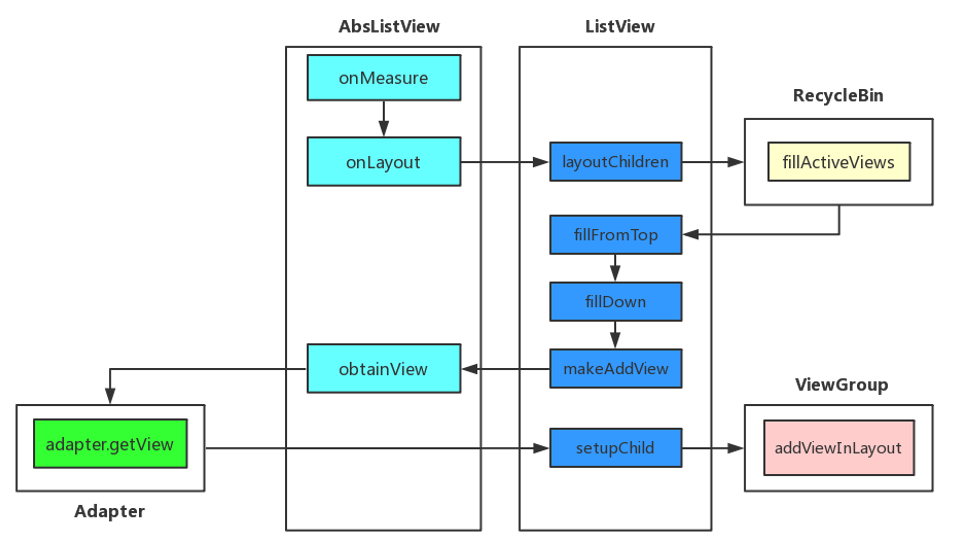 AbsListView
ListView
onMeasure
RecycleBin
onLayout
layoutChildren
fillActiveViews
fillFromTop
fillDown
obtainView
makeAddView
ViewGroup
adapter.getView
setupChild
addViewInLayout
Adapter